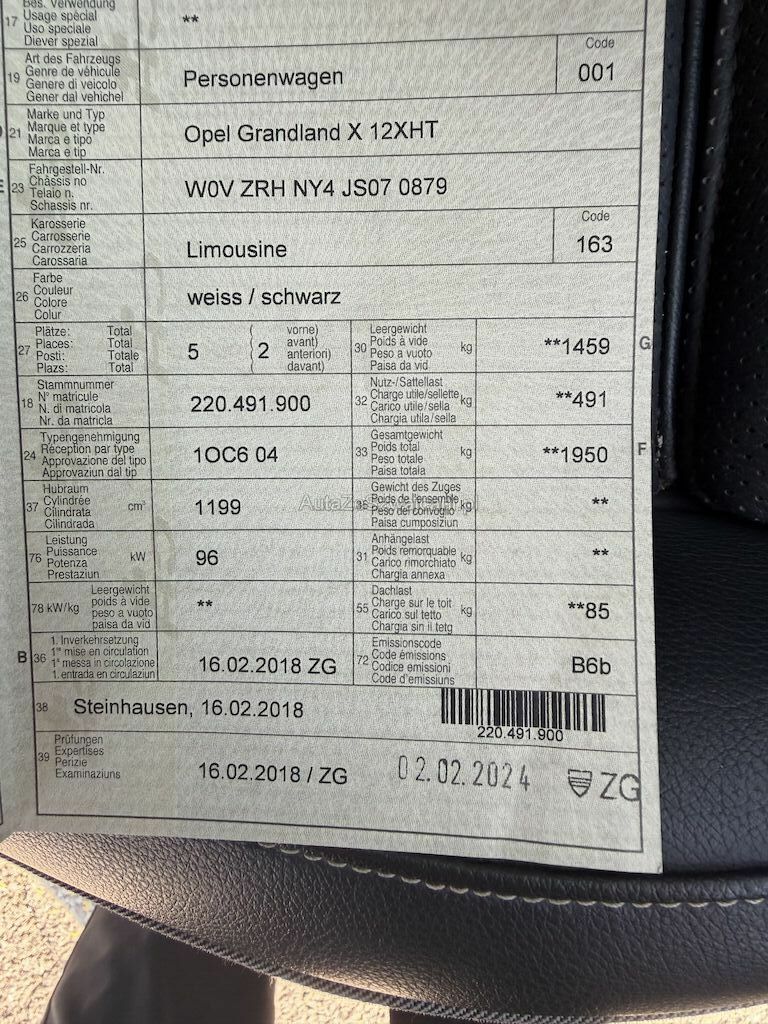 Bes. Verwendung
17 Usage spécial **
Uso speciale
Diever spezial
Art des Fahrzeugs Code
19 Genre de véhicule Personenwagen 001
Genere di veicolo
Gener dal vehichel
Marke und Typ
21 Marque et type Opel Grandland X 12XHT
Marca e tipo
Marca e tip
Fahrgestell-Nr.
23 Châssis no W0V ZRH NY4 JS07 0879
Telaio n.
Schassis nr.
Karosserie Code
25 Carrosserie Limousine 163
Carrozzeria
Carossaria
Farbe
26 Couleur weiss / schwarz
Colore
Colur
Plätze: Total ( vorne)
27 Places: Total 5 ( 2 avant)
Posti: Totale ( anteriori)
Plazs: Total ( davant)
Leergewicht
30 Poids à vide kg **1459 G
Peso a vuoto
Paisa da vid
Stammnummer
18 N° matricule 220.491.900
N. di matricola
Nr. da matricla
Nutz-/Sattellast
32 Charge utile/sellette kg **491
Carico utile/sella
Chargia utila/sella
Typengenehmigung
24 Réception par type 1OC6 04
Approvazione del tipo
Approvaziun dal tip
Gesamtgewicht
33 Poids total kg **1950 F
Peso totale
Paisa totala
Hubraum
37 Cylindrée cm³ 1199
Cilindrata
Cilindrada
Gewicht des Zuges
35 Poids de l'ensemble kg **
Peso del convoglio
Paisa cumposiziun
Leistung
76 Puissance kW 96
Potenza
Prestaziun
Anhängelast
31 Poids remorquable kg **
Carico rimorchiato
Chargia annexa
Leergewicht
78 kW/kg poids à vide **
peso a vuoto
paisa da vid
Dachlast
55 Charge sur le toit kg **85
Carico sul tetto
Chargia sin il tetg
1. Inverkehrsetzung
B 36 1re mise en circulation 16.02.2018 ZG
1a messa in circolazione
1. entrada en circulaziun
Emissionscode
72 Code émissions B6b
Codice emissioni
Code d'emissiuns
38 Steinhausen, 16.02.2018
220.491.900
Prüfungen
39 Expertises 16.02.2018 / ZG 02.02.2024 ZG
Perizie
Examinaziuns